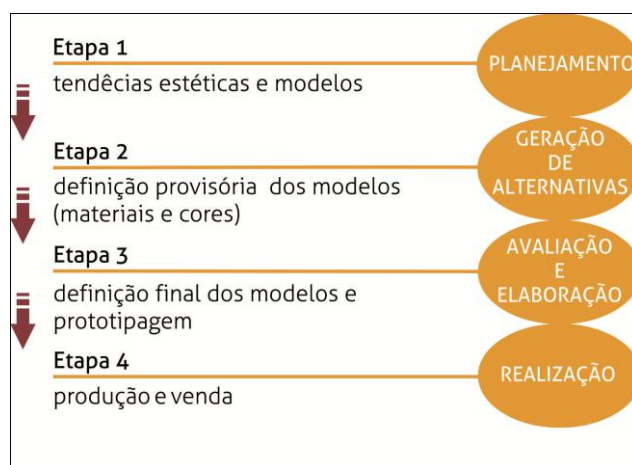 Etapa 1
PLANEJAMENTO
tendêcias estéticas e modelos
Etapa 2
GERAÇÃO
DE
ALTERNATIVAS
definição provisória dos modelos
(materiais e cores)
Etapa 3
AVALIAÇÃO
E
ELABORAÇÃO
definição final dos modelos e
prototipagem
Etapa 4
REALIZAÇÃO
produção e venda